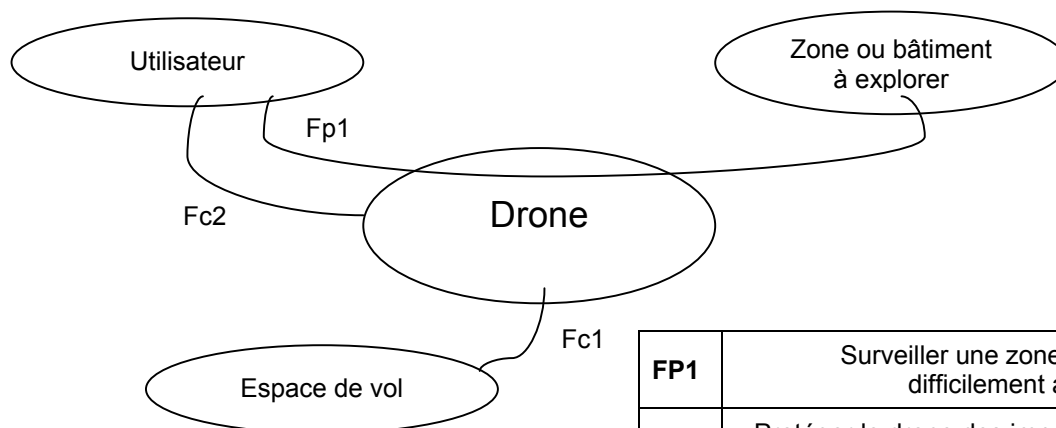 Utilisateur
Zone ou bâtiment
à explorer
Fp1
Drone
Fc2
Fc1
Espace de vol
FP1
Surveiller une zone
difficilement